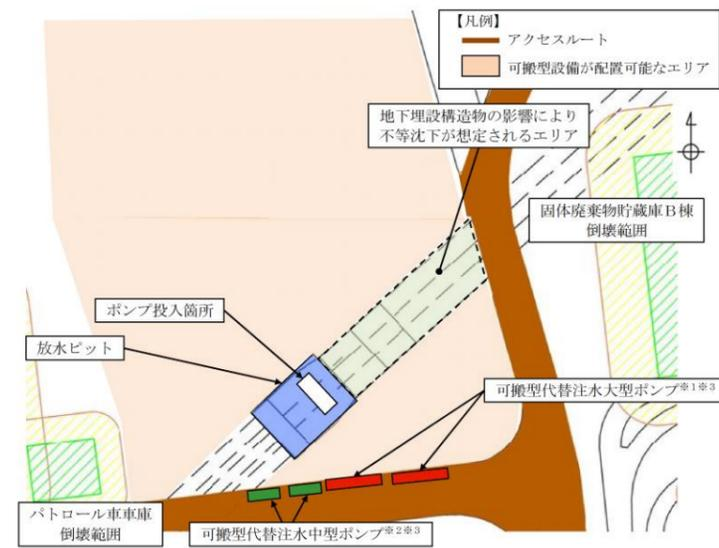 【凡例】
アクセスルート
可搬型設備が配置可能なエリア
地下埋設構造物の影響により
不等沈下が想定されるエリア
固体廃棄物貯蔵庫B棟
倒壊範囲
ポンプ投入箇所
放水ピット
可搬型代替注水大型ポンプ※1※3
パトロール車車庫
倒壊範囲
可搬型代替注水中型ポンプ※2※3